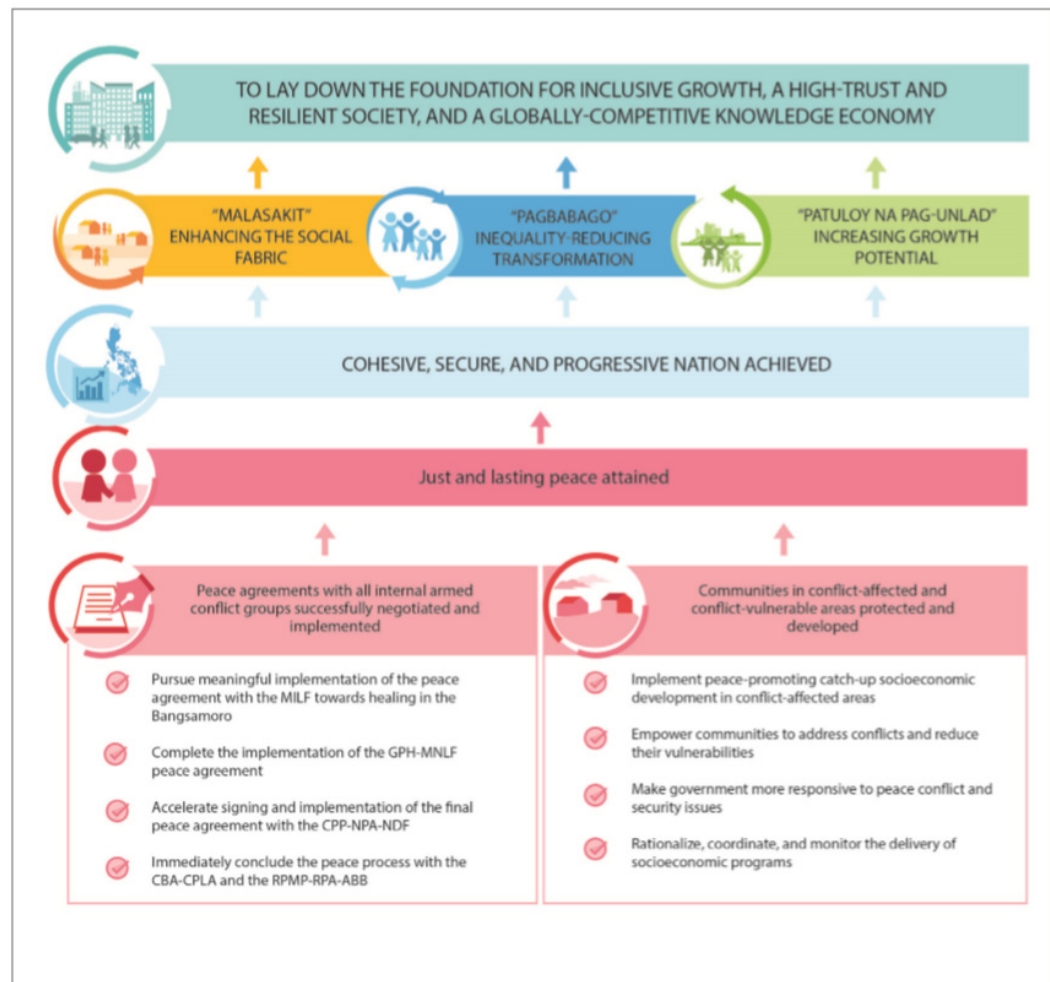 TO LAY DOWN THE FOUNDATION FOR INCLUSIVE GROWTH, A HIGH-TRUST AND
RESILIENT SOCIETY, AND A GLOBALLY-COMPETITIVE KNOWLEDGE ECONOMY
"MALASAKIT"
ENHANCING THE SOCIAL
FABRIC
"PAGBABAGO"
INEQUALITY-REDUCING
TRANSFORMATION
"PATULOY NA PAG-UNLAD"
INCREASING GROWTH
POTENTIAL
COHESIVE, SECURE, AND PROGRESSIVE NATION ACHIEVED
Just and lasting peace attained
Peace agreements with all internal armed
conflict groups successfully negotiated and
implemented
Pursue meaningful implementation of the peace
agreement with the MILF towards healing in the
Bangsamoro
Complete the implementation of the GPH-MNLF
peace agreement
Accelerate signing and implementation of the final
peace agreement with the CPP-NPA-NDF
Immediately conclude the peace process with the
CBA-CPLA and the RPMP-RPA-ABB
Communities in conflict-affected and
conflict-vulnerable areas protected and
developed
Implement peace-promoting catch-up socioeconomic
development in conflict-affected areas
Empower communities to address conflicts and reduce
their vulnerabilities
Make government more responsive to peace conflict and
security issues
Rationalize, coordinate, and monitor the delivery of
socioeconomic programs